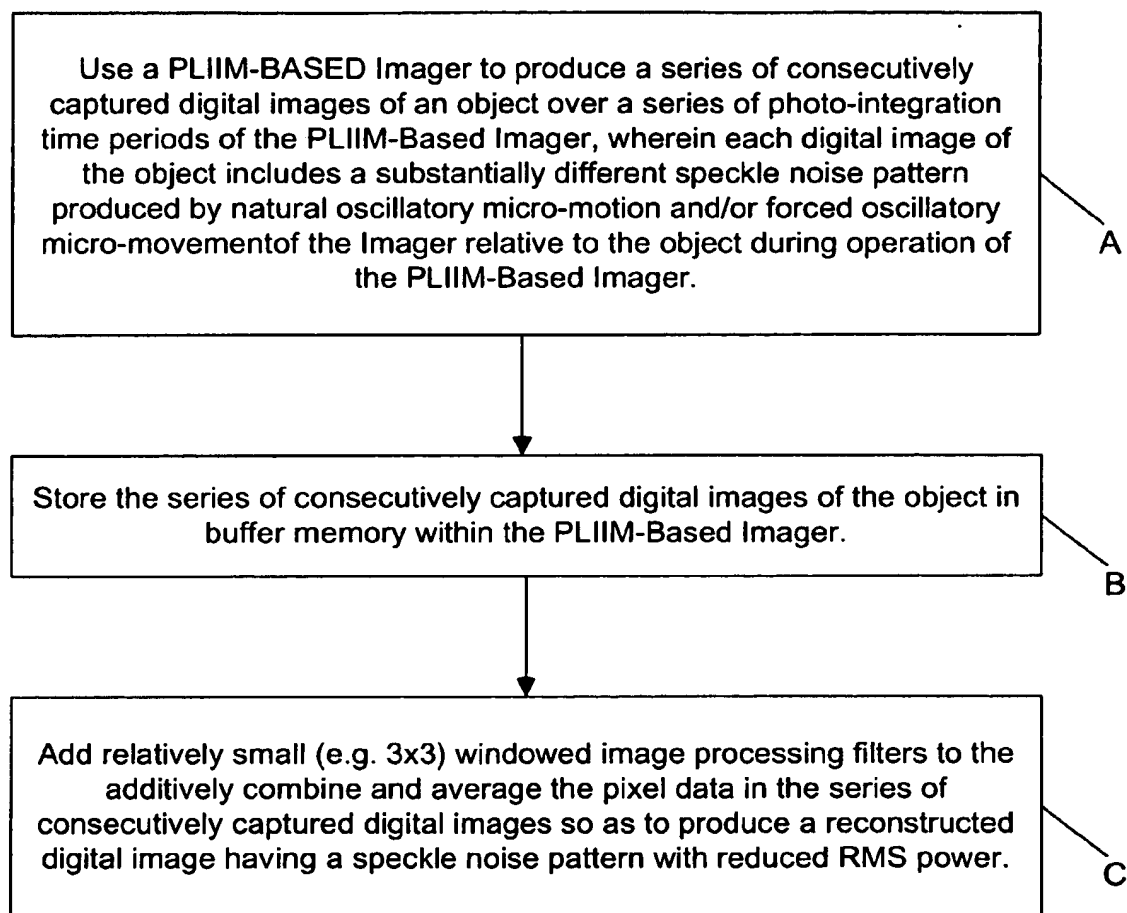 Use a PLIIM-BASED Imager to produce a series of consecutively
captured digital images of an object over a series of photo-integration
time periods of the PLIIM-Based Imager, wherein each digital image of
the object includes a substantially different speckle noise pattern
produced by natural oscillatory micro-motion and/or forced oscillatory
micro-movementof the Imager relative to the object during operation of
the PLIIM-Based Imager.
A
Store the series of consecutively captured digital images of the object in
buffer memory within the PLIIM-Based Imager.
B
Add relatively small (e.g. 3x3) windowed image processing filters to the
additively combine and average the pixel data in the series of
consecutively captured digital images so as to produce a reconstructed
digital image having a speckle noise pattern with reduced RMS power.
C